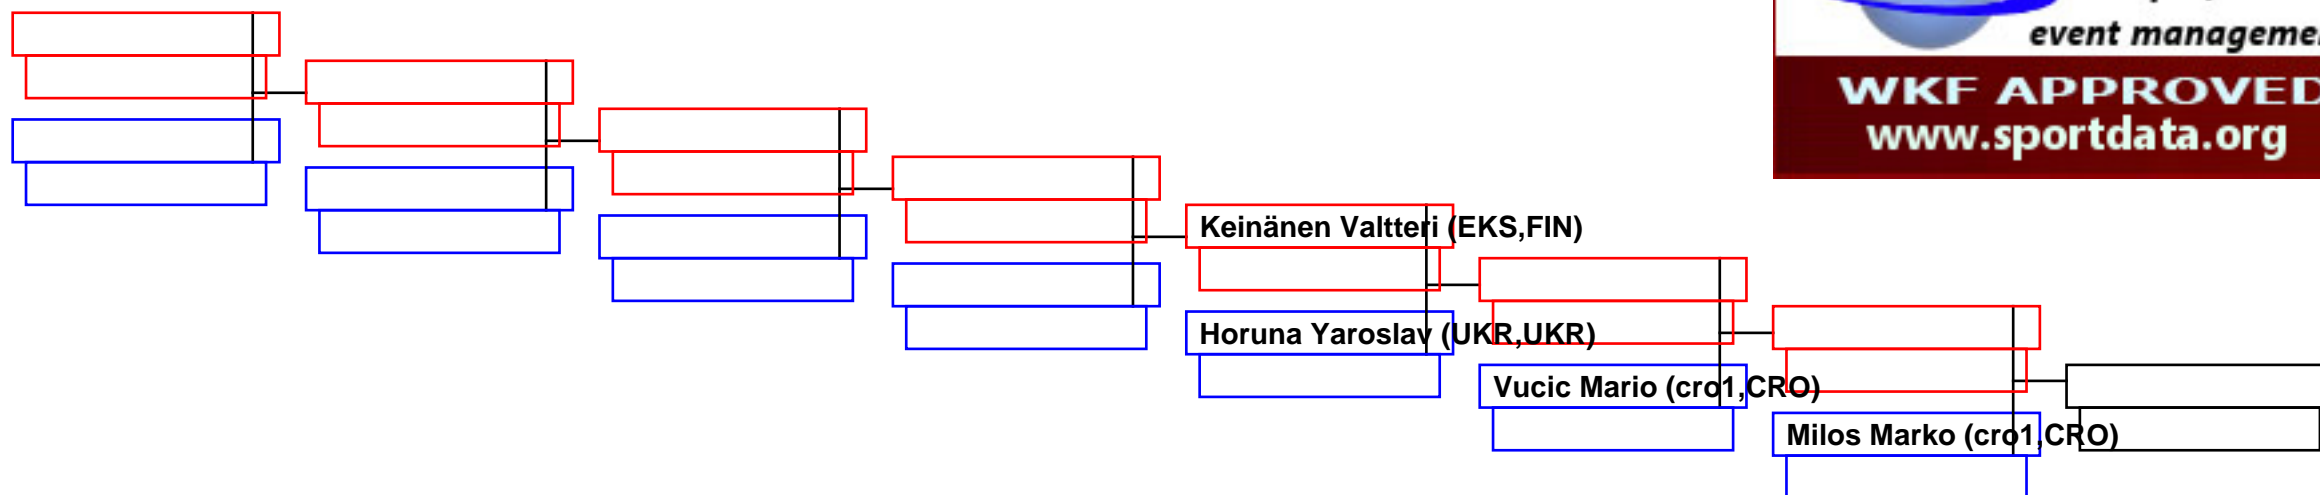 event manageme
WKF APPROVED
www.sportdata.org
Keinänen Valtteri (EKS,FIN)
Horuna Yaroslav (UKR,UKR)
Vucic Mario (cro1,CRO)
Milos Marko (cro1,CRO)